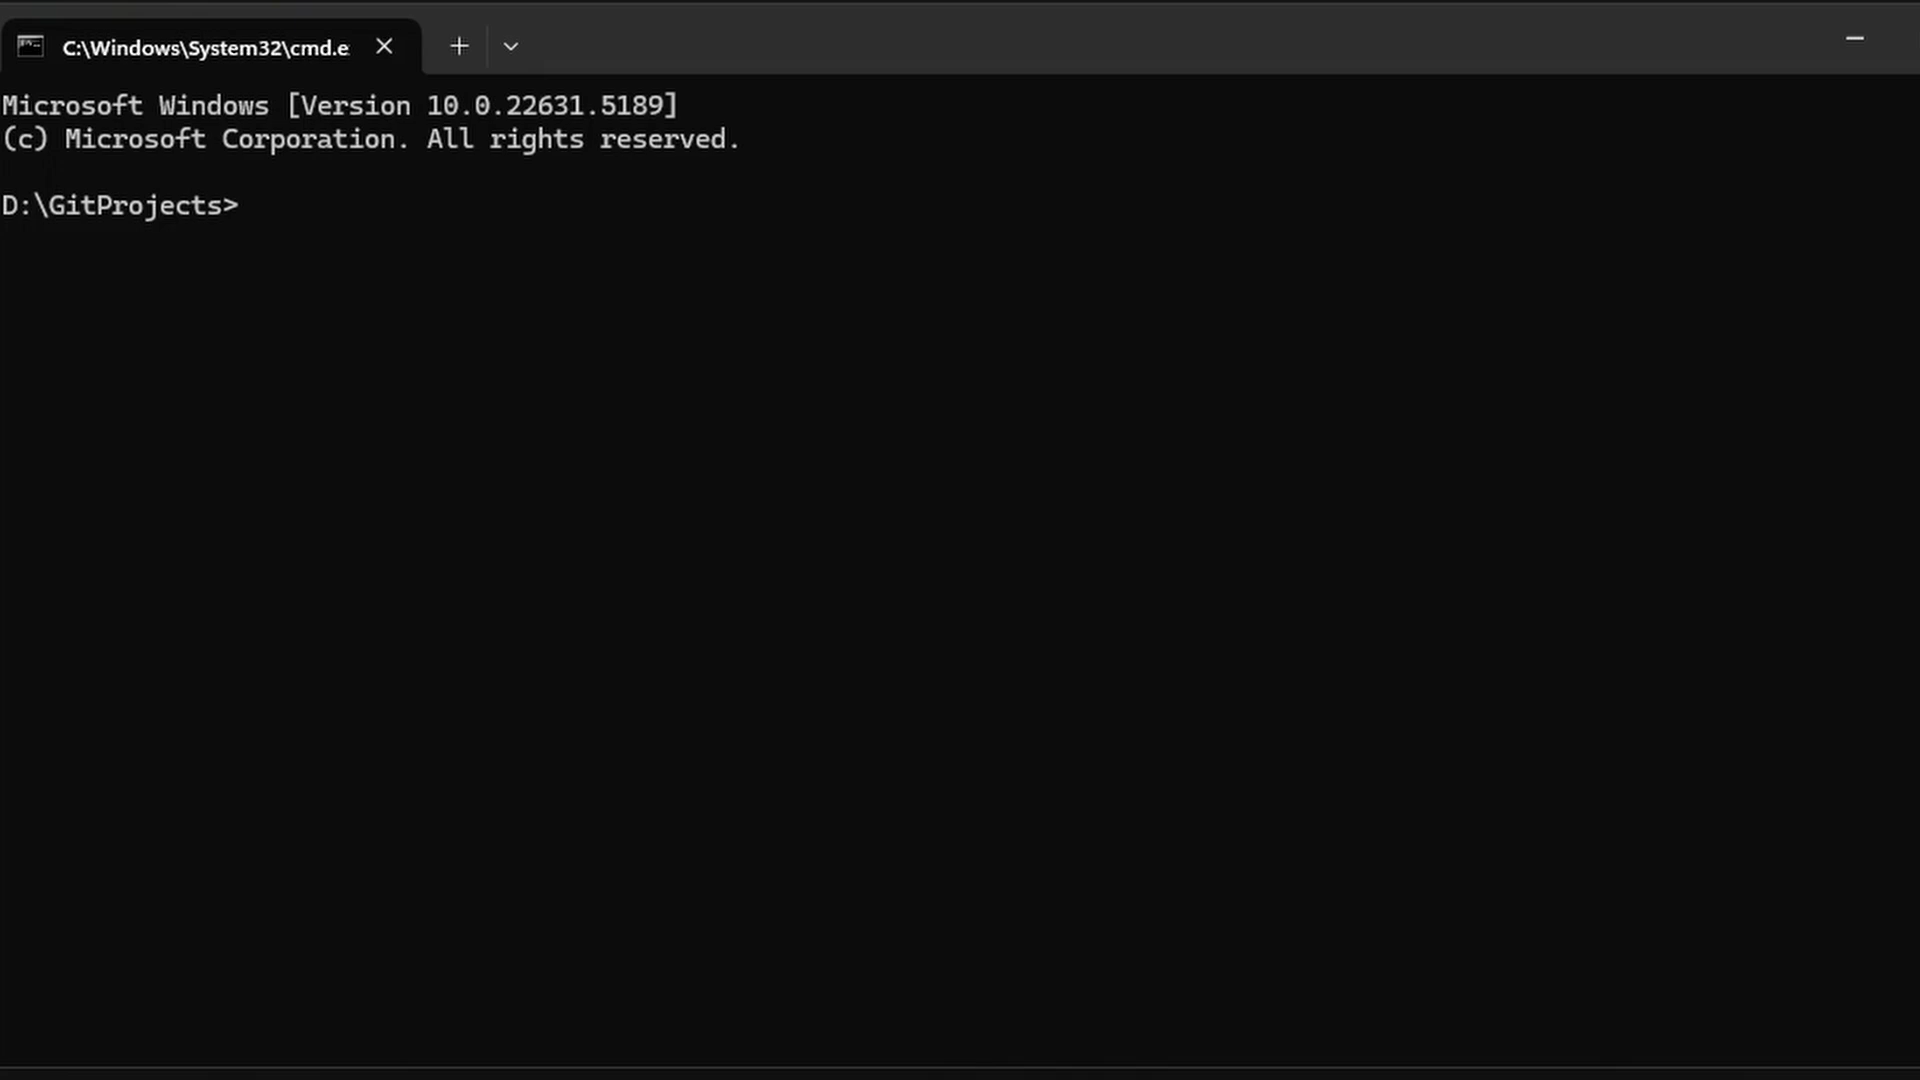 C:\Windows\System32\cmd.e
Microsoft Windows [Version 10.0.22631.5189]
(c) Microsoft Corporation. All rights reserved.
D:\GitProjects>